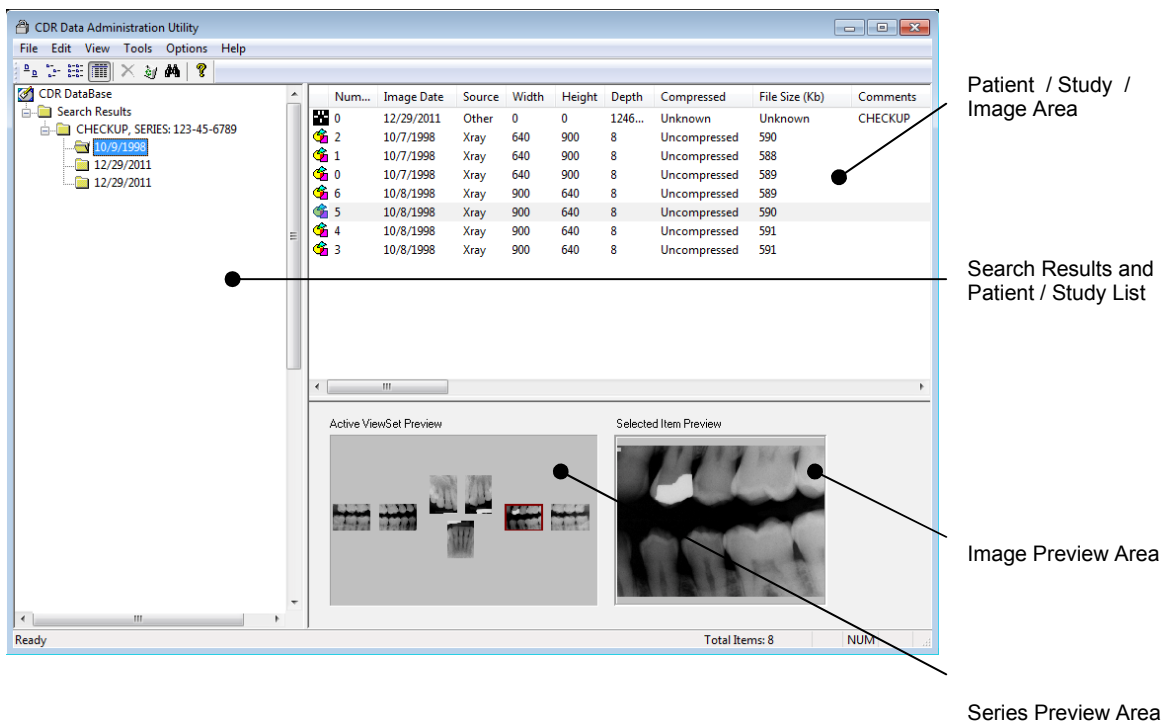 CDR Data Administration Utility
File Edit View Tools Options Help
CDR DataBase
Search Results
CHECKUP, SERIES: 123-45-6789
10/9/1998
12/29/2011
12/29/2011
Num... Image Date Source Width Height Depth Compressed File Size (Kb) Comments
0 12/29/2011 Other 0 0 1246... Unknown Unknown CHECKUP
2 10/7/1998 Xray 640 900 8 Uncompressed 590
1 10/7/1998 Xray 640 900 8 Uncompressed 588
0 10/7/1998 Xray 640 900 8 Uncompressed 589
6 10/8/1998 Xray 900 640 8 Uncompressed 589
5 10/8/1998 Xray 900 640 8 Uncompressed 590
4 10/8/1998 Xray 900 640 8 Uncompressed 591
3 10/8/1998 Xray 900 640 8 Uncompressed 591
Active ViewSet Preview
Selected Item Preview
Ready
Total Items: 8
NUM
Patient / Study /
Image Area
Search Results and
Patient / Study List
Image Preview Area
Series Preview Area